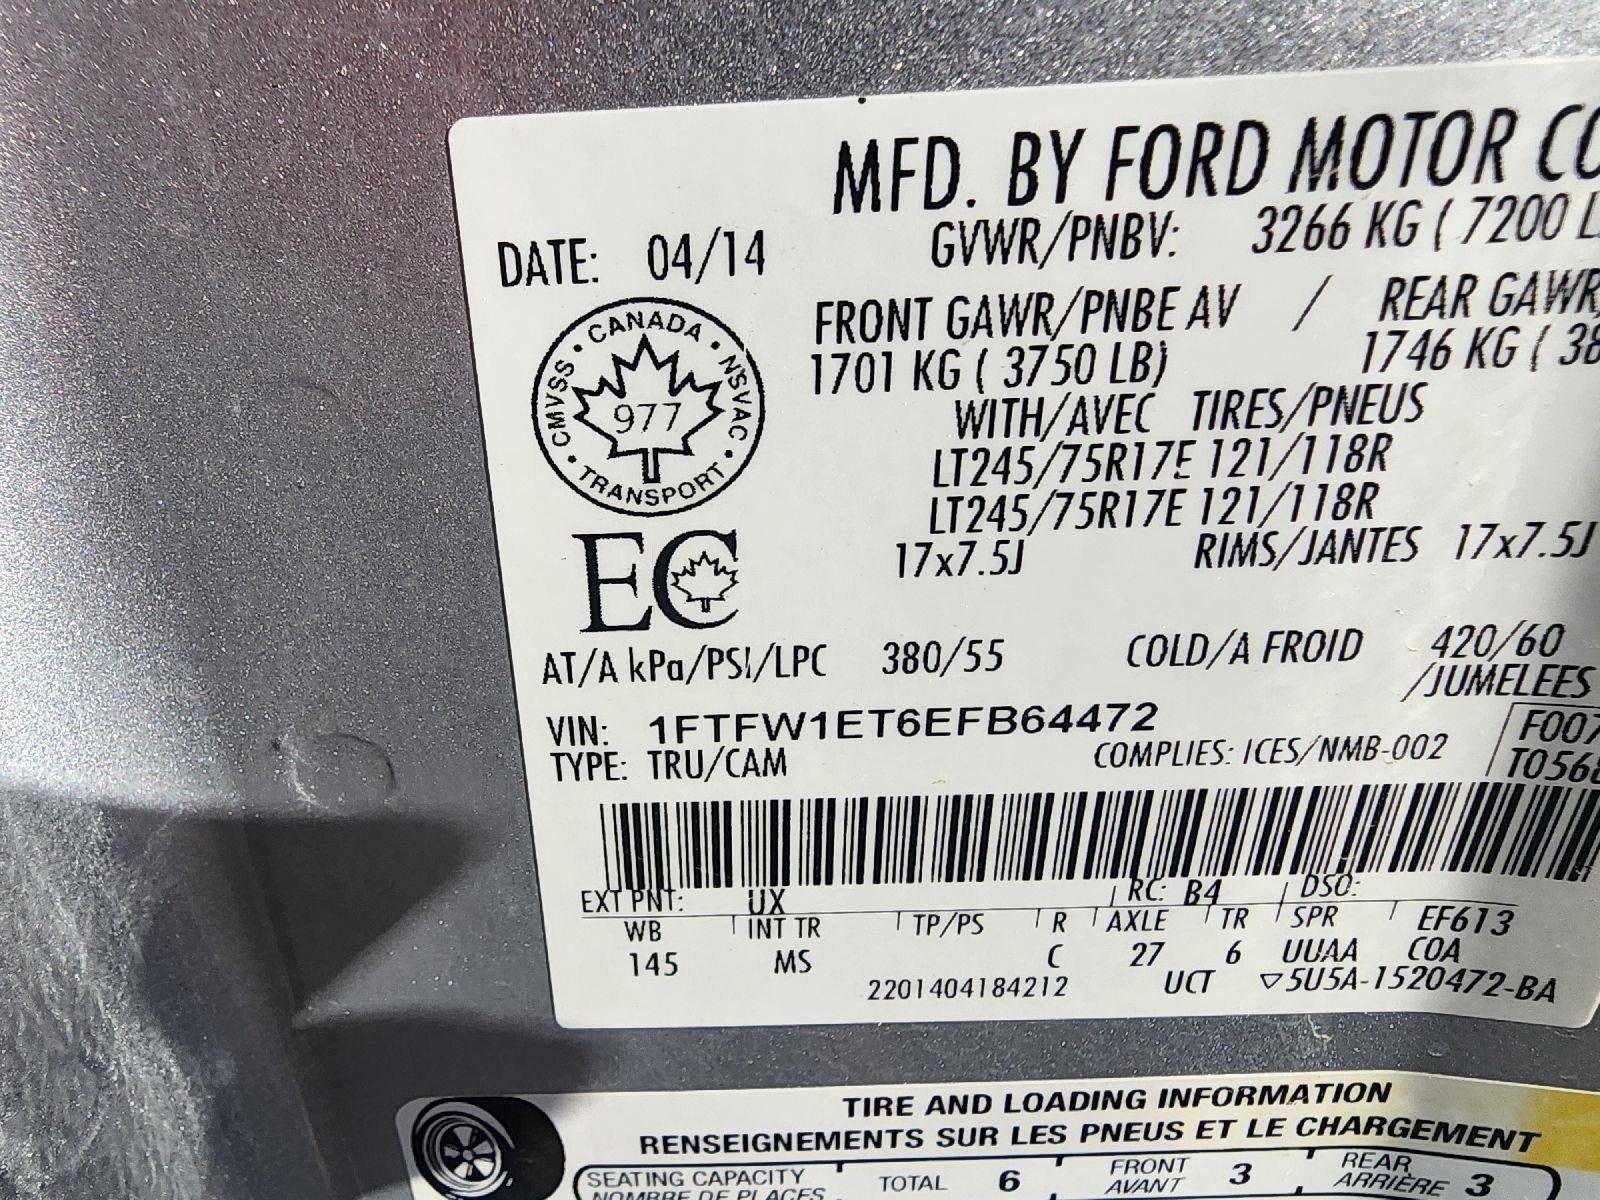 MFD. BY FORD MOTOR CO
DATE: 04/14 GVWR/PNBV: 3266 KG ( 7200 L
FRONT GAWR/PNBE AV / REAR GAWR/
1701 KG ( 3750 LB) 1746 KG ( 38
WITH/AVEC TIRES/PNEUS
LT245/75R17E 121/118R
LT245/75R17E 121/118R
17x7.5J RIMS/JANTES 17x7.5J
CMVSS • CANADA • NSVAC • TRANSPORT •
977
EC
AT/A kPa/PSI/LPC 380/55 COLD/A FROID 420/60
/JUMELEES
VIN: 1FTFW1ET6EFB64472 F007
TYPE: TRU/CAM COMPLIES: ICES/NMB-002 T0568
EXT PNT: UX RC: B4 DSO:
WB INT TR TP/PS R AXLE TR SPR EF613
145 MS C 27 6 UUAA COA
2201404184212 UCT ▽5U5A-1520472-BA
TIRE AND LOADING INFORMATION
RENSEIGNEMENTS SUR LES PNEUS ET LE CHARGEMENT
SEATING CAPACITY TOTAL 6 FRONT 3 REAR 3
NOMBRE DE PLACES AVANT ARRIÈRE